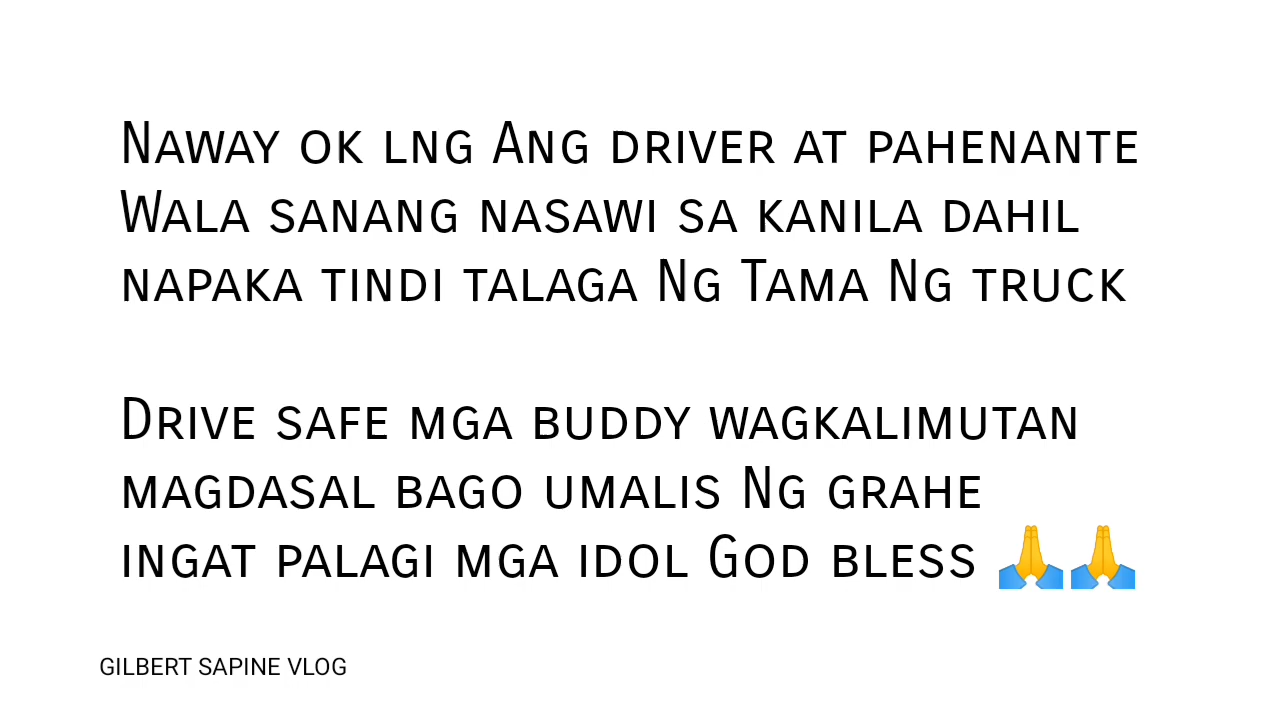 Naway ok lng Ang driver at pahenante
Wala sanang nasawi sa kanila dahil
napaka tindi talaga Ng Tama Ng truck
Drive safe mga buddy wagkalimutan
magdasal bago umalis Ng grahe
ingat palagi mga idol God bless 🙏🙏
GILBERT SAPINE VLOG